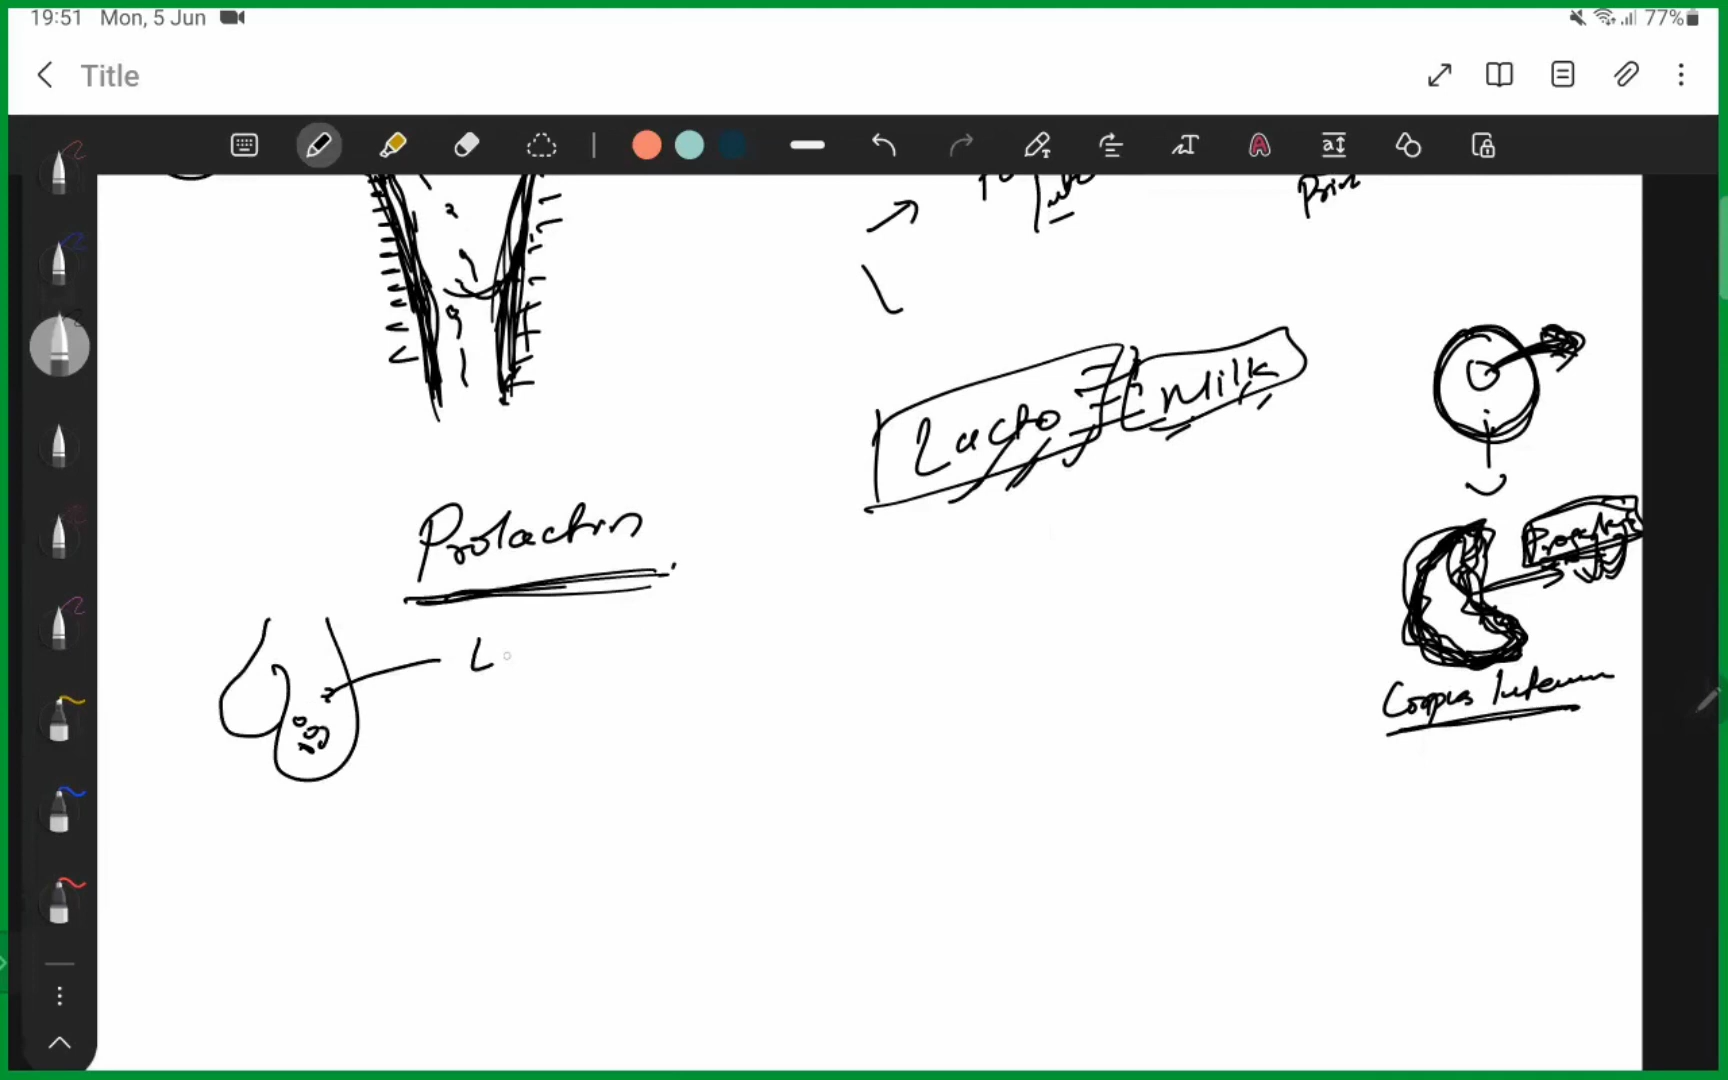 19:51 Mon, 5 Jun 77%
Title
Lacto Milk
Prolactin
L
Corpus luteum